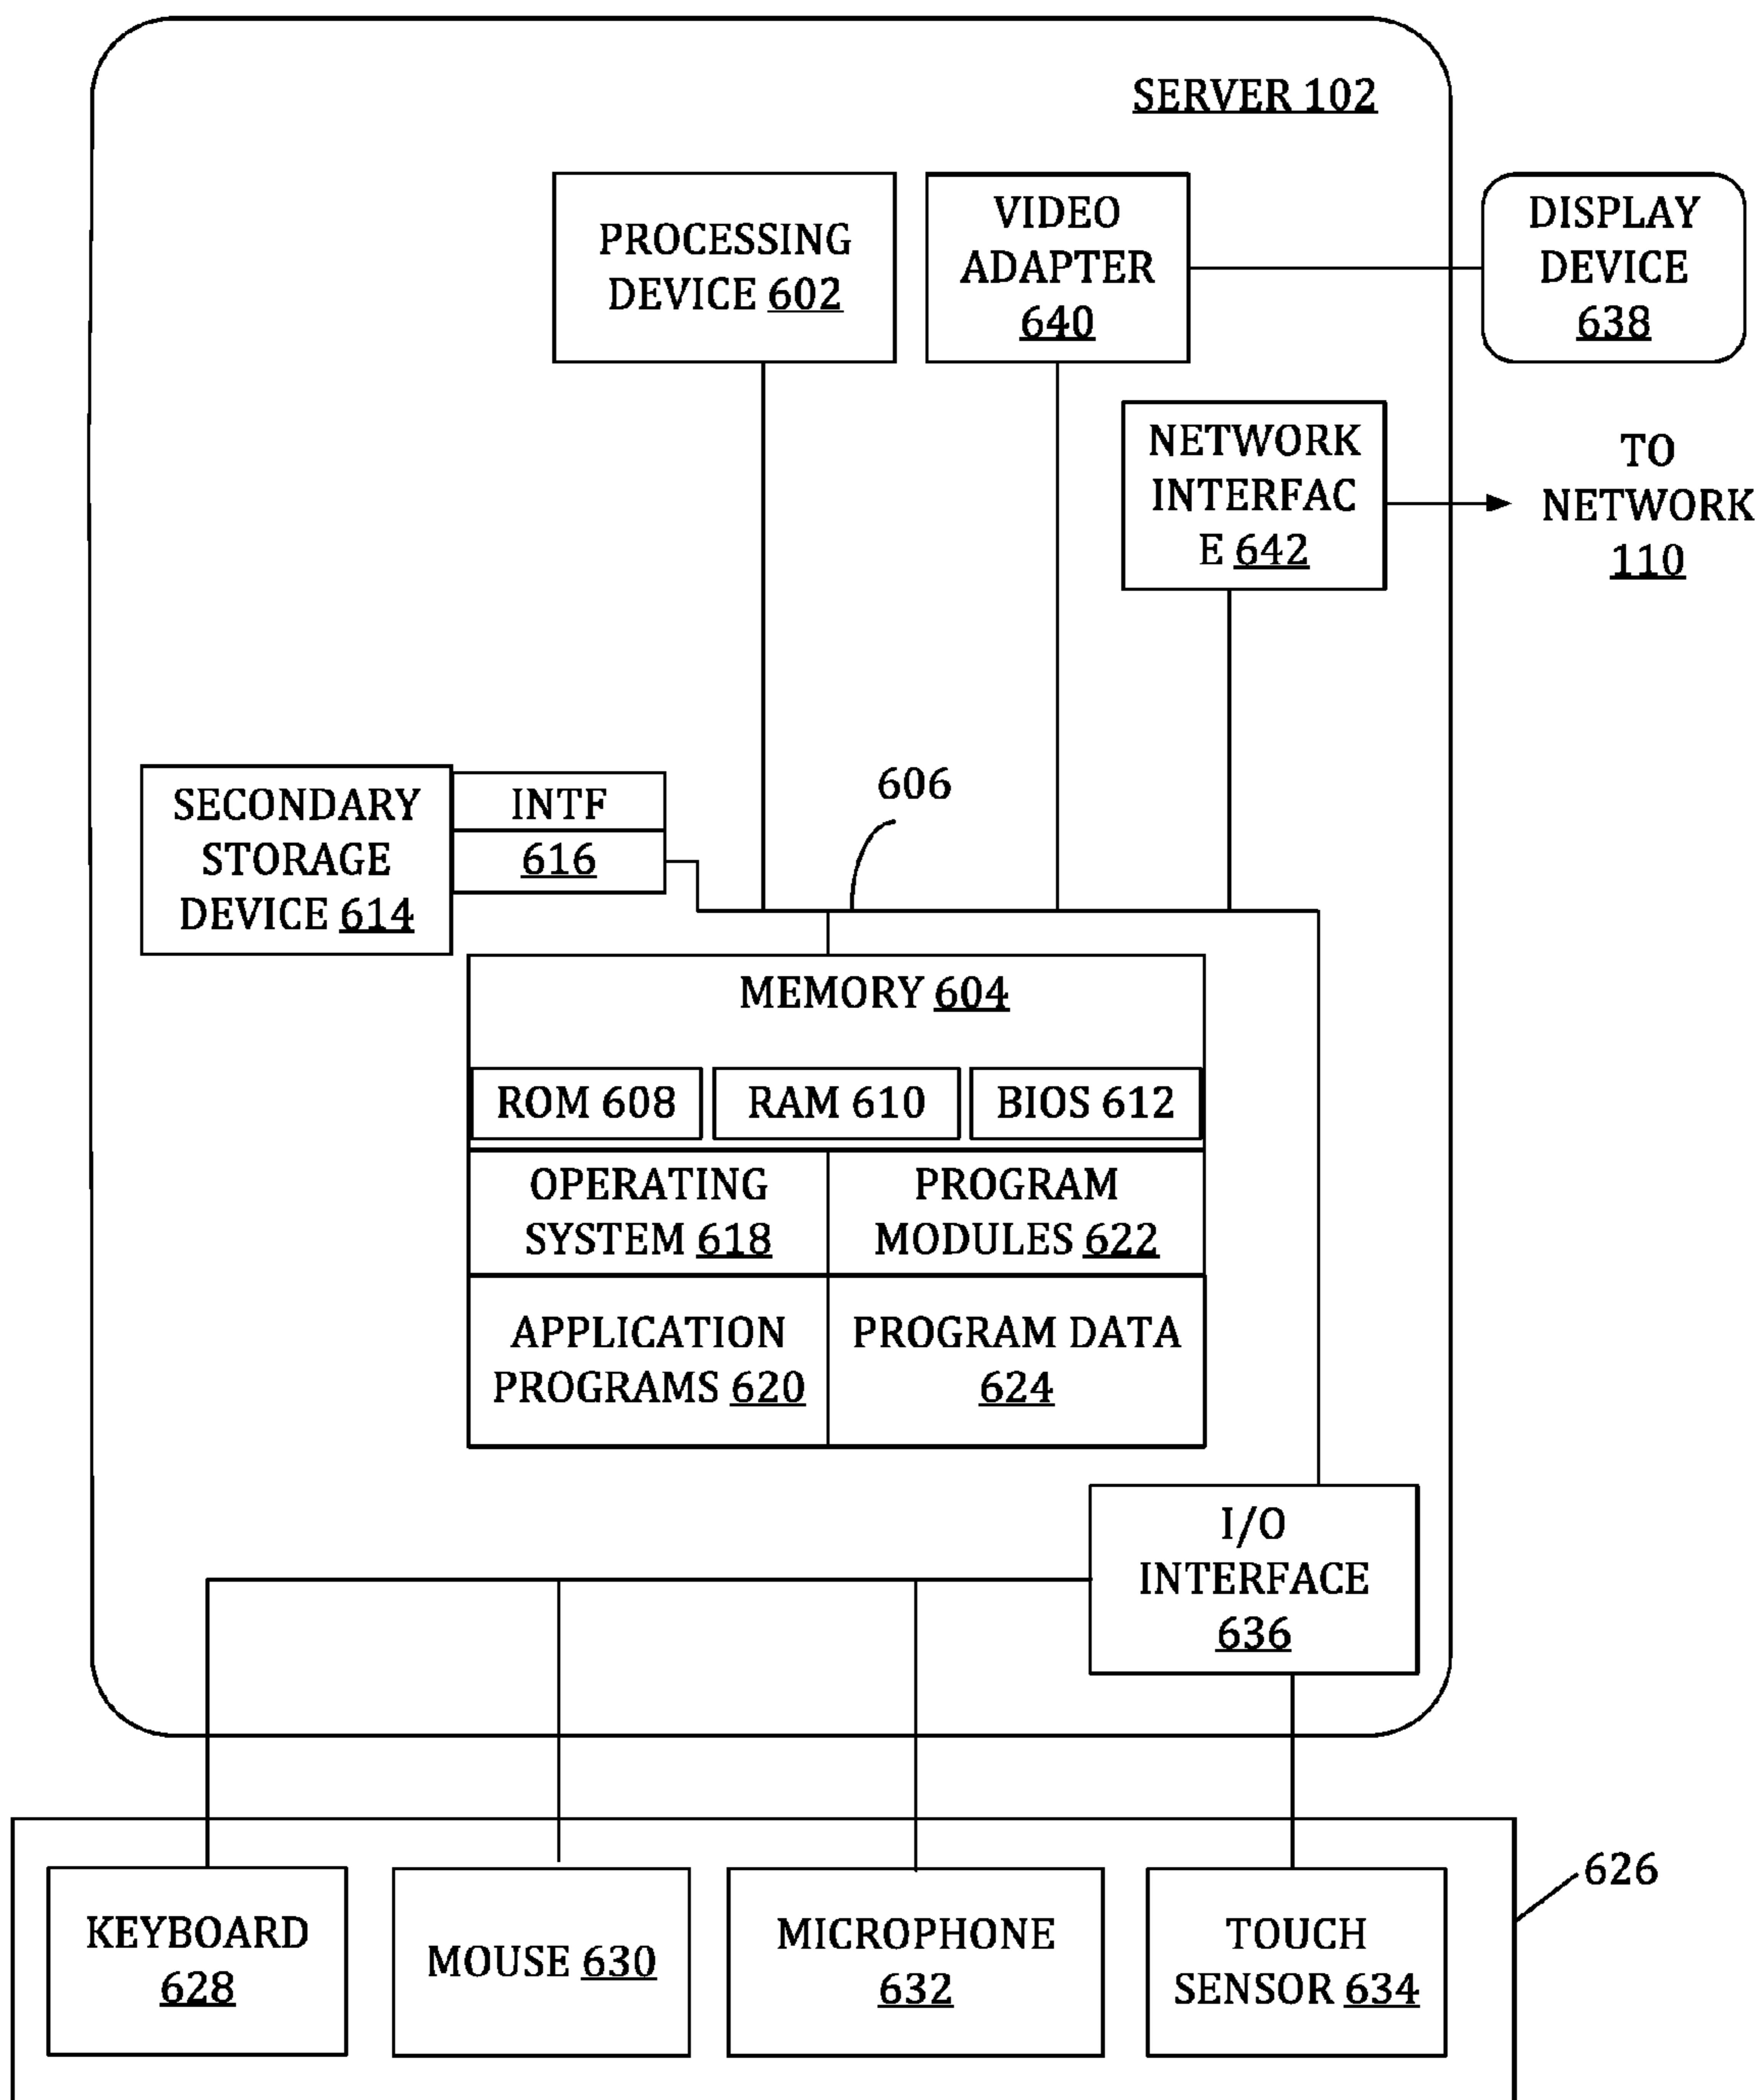 SERVER 102
PROCESSING
DEVICE 602
VIDEO
ADAPTER
640
DISPLAY
DEVICE
638
NETWORK
INTERFAC
E 642
TO
NETWORK
110
SECONDARY
STORAGE
DEVICE 614
INTF
616
606
MEMORY 604
ROM 608
RAM 610
BIOS 612
OPERATING
SYSTEM 618
PROGRAM
MODULES 622
APPLICATION
PROGRAMS 620
PROGRAM DATA
624
I/O
INTERFACE
636
626
KEYBOARD
628
MOUSE 630
MICROPHONE
632
TOUCH
SENSOR 634